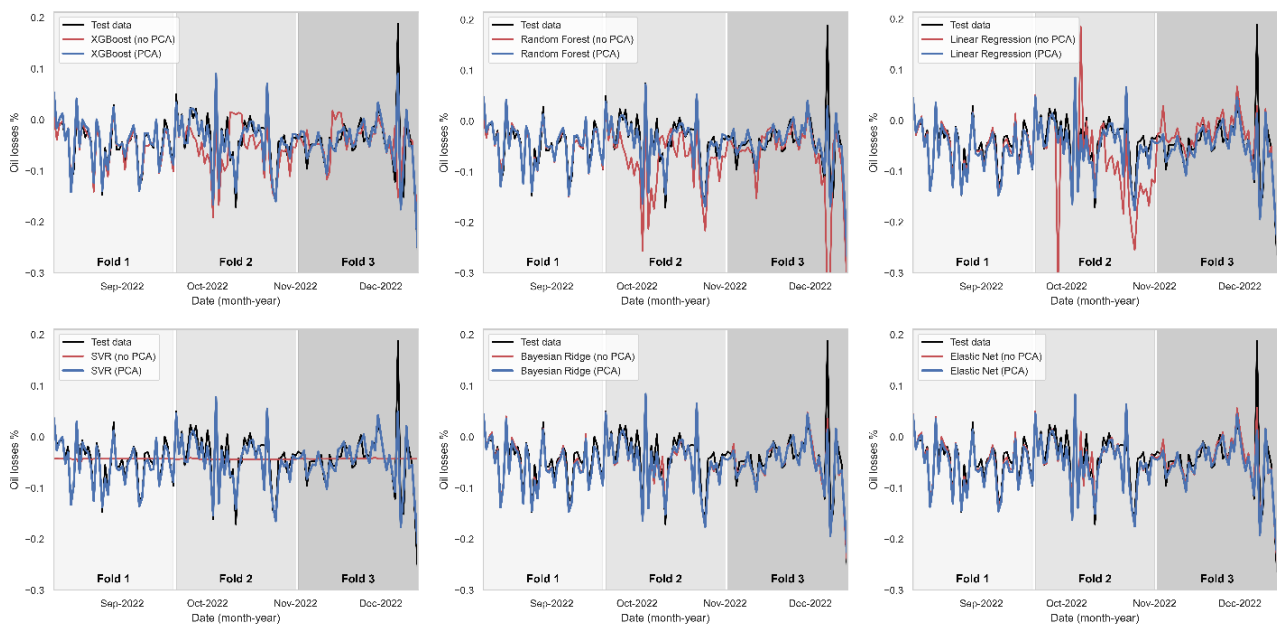 0.2
0.1
0.0
−0.1
−0.2
−0.3
Oil losses %
Test data
XGBoost (no PCA)
XGBoost (PCA)
Fold 1
Fold 2
Fold 3
Sep-2022
Oct-2022
Nov-2022
Dec-2022
Date (month-year)
0.2
0.1
0.0
−0.1
−0.2
−0.3
Oil losses %
Test data
Random Forest (no PCA)
Random Forest (PCA)
Fold 1
Fold 2
Fold 3
Sep-2022
Oct-2022
Nov-2022
Dec-2022
Date (month-year)
0.2
0.1
0.0
−0.1
−0.2
−0.3
Oil losses %
Test data
Linear Regression (no PCA)
Linear Regression (PCA)
Fold 1
Fold 2
Fold 3
Sep-2022
Oct-2022
Nov-2022
Dec-2022
Date (month-year)
0.2
0.1
0.0
−0.1
−0.2
−0.3
Oil losses %
Test data
SVR (no PCA)
SVR (PCA)
Fold 1
Fold 2
Fold 3
Sep-2022
Oct-2022
Nov-2022
Dec-2022
Date (month-year)
0.2
0.1
0.0
−0.1
−0.2
−0.3
Oil losses %
Test data
Bayesian Ridge (no PCA)
Bayesian Ridge (PCA)
Fold 1
Fold 2
Fold 3
Sep-2022
Oct-2022
Nov-2022
Dec-2022
Date (month-year)
0.2
0.1
0.0
−0.1
−0.2
−0.3
Oil losses %
Test data
Elastic Net (no PCA)
Elastic Net (PCA)
Fold 1
Fold 2
Fold 3
Sep-2022
Oct-2022
Nov-2022
Dec-2022
Date (month-year)